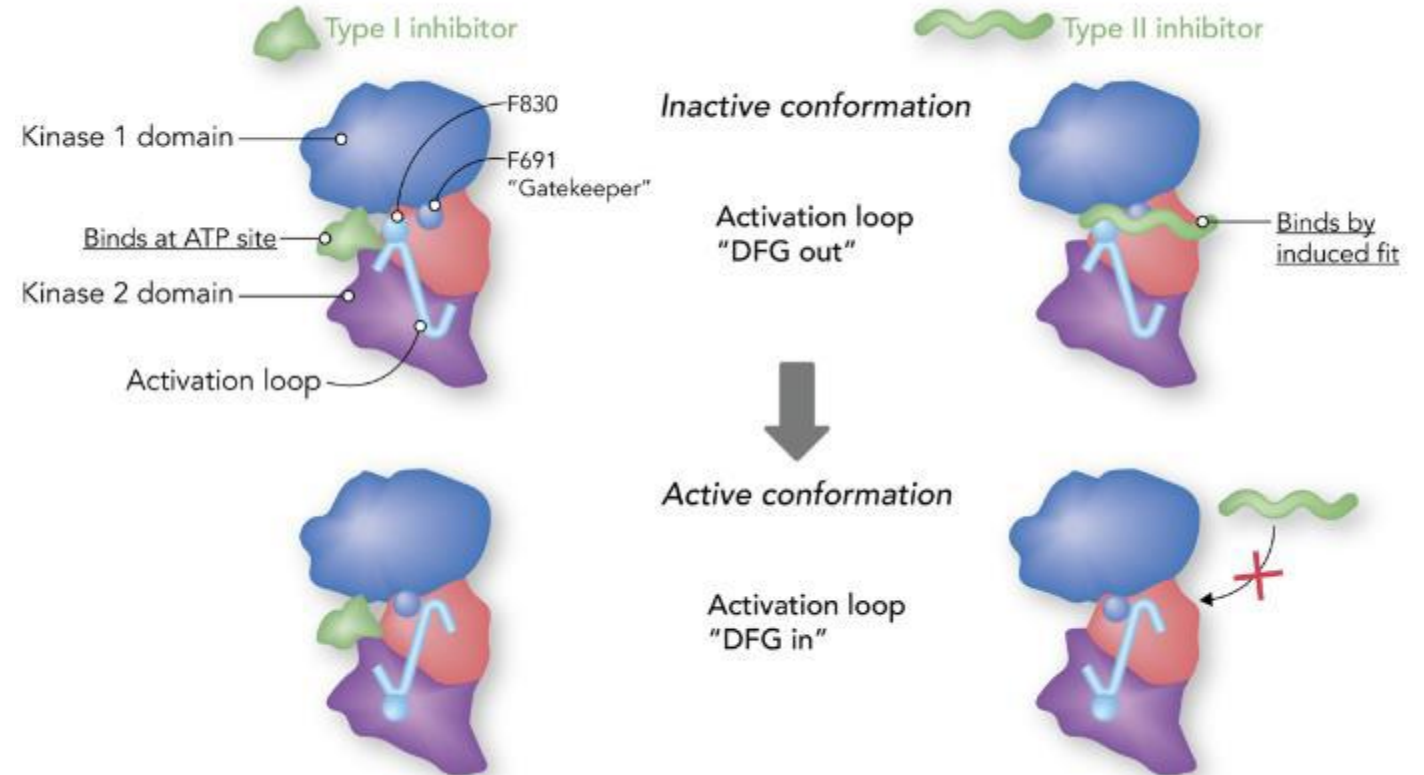 Type I inhibitor
Type II inhibitor
F830
Inactive conformation
Kinase 1 domain
F691
"Gatekeeper"
Activation loop
"DFG out"
Binds at ATP site
Binds by
induced fit
Kinase 2 domain
Activation loop
Active conformation
Activation loop
"DFG in"